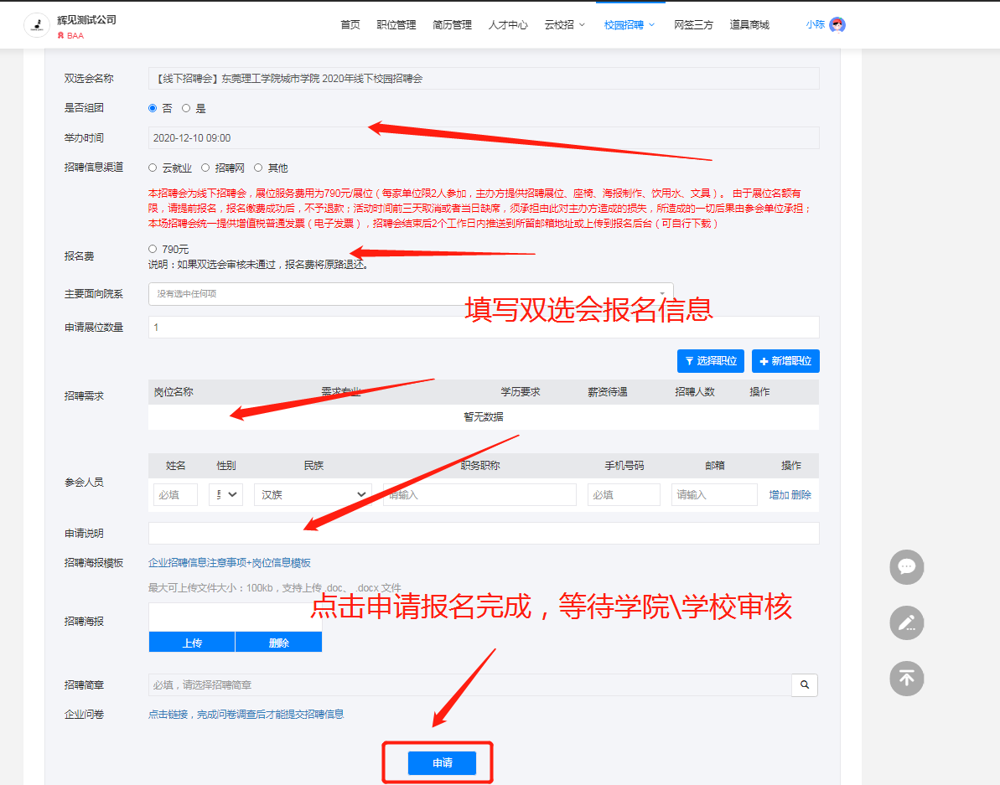 辉见测试公司
BAA
首页 职位管理 简历管理 人才中心 云校招 校园招聘 网签三方 道具商城 小陈
双选会名称 【线下招聘会】东莞理工学院城市学院 2020年线下校园招聘会
是否组团 否 是
举办时间 2020-12-10 09:00
招聘信息渠道 云就业 招聘网 其他
本招聘会为线下招聘会，展位服务费用为790元/展位（每家单位限2人参加，主办方提供招聘展位、座椅、海报制作、饮用水、文具）。 由于展位名额有
限，请提前报名，报名缴费成功后，不予退款；活动时间前三天取消或者当日缺席，须承担由此对主办方造成的损失，所造成的一切后果由参会单位承担；
本场招聘会统一提供增值税普通发票（电子发票），招聘会结束后2个工作日内推送到所留邮箱地址或上传到报名后台（可自行下载）
报名费 790元
说明：如果双选会审核未通过，报名费将原路退还。
主要面向院系 没有选中任何项
填写双选会报名信息
申请展位数量 1
选择职位 新增职位
招聘需求 岗位名称 需求专业 学历要求 薪资待遇 招聘人数 操作
暂无数据
参会人员 姓名 性别 民族 职务职称 手机号码 邮箱 操作
必填 汉族 请输入 必填 请输入 增加 删除
申请说明
招聘海报模板 企业招聘信息注意事项+岗位信息模板
最大可上传文件大小：100kb，支持上传 .doc、 .docx 文件
点击申请报名完成，等待学院\学校审核
招聘海报
上传 删除
招聘简章 必填，请选择招聘简章
企业问卷 点击链接，完成问卷调查后才能提交招聘信息
申请